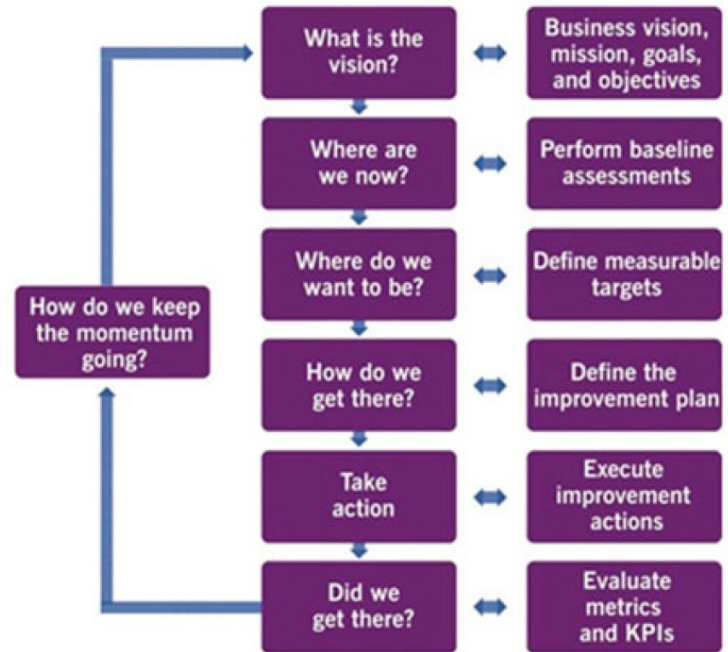 What is the
vision?
Business vision,
mission, goals,
and objectives
Where are
we now?
Perform baseline
assessments
Where do we
want to be?
Define measurable
targets
How do we keep
the momentum
going?
How do we
get there?
Define the
improvement plan
Take
action
Execute
improvement
actions
Did we
get there?
Evaluate
metrics
and KPIs